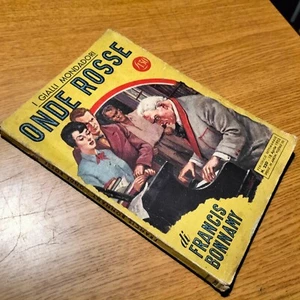 I GIALLI MONDADORI
ONDE ROSSE
di
FRANCIS
BONNAMY